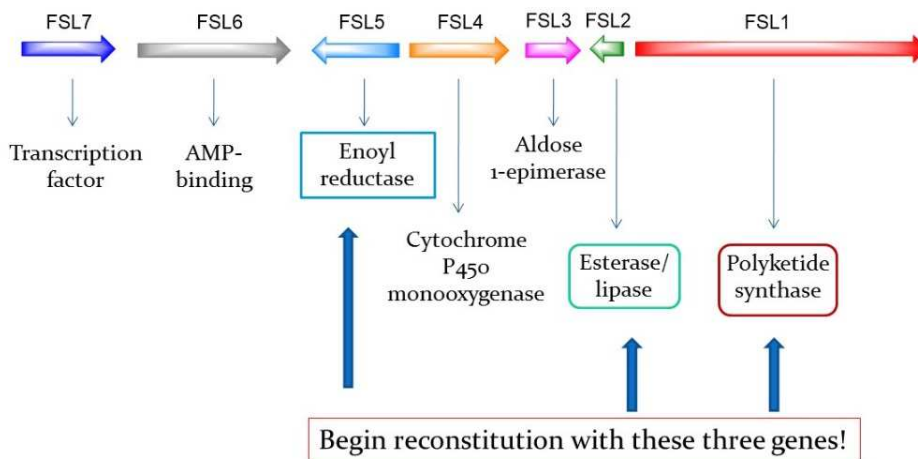 FSL7 FSL6 FSL5 FSL4 FSL3 FSL2 FSL1
Transcription
factor
AMP-
binding
Enoyl
reductase
Cytochrome
P450
monooxygenase
Aldose
1-epimerase
Esterase/
lipase
Polyketide
synthase
Begin reconstitution with these three genes!